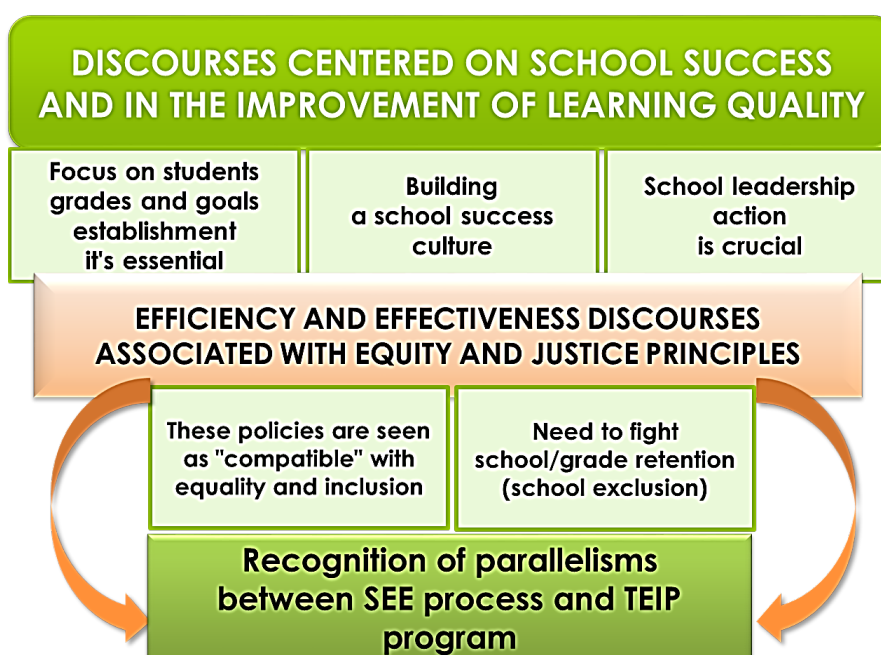 DISCOURSES CENTERED ON SCHOOL SUCCESS
AND IN THE IMPROVEMENT OF LEARNING QUALITY
Focus on students
grades and goals
establishment
it's essential
Building
a school success
culture
School leadership
action
is crucial
EFFICIENCY AND EFFECTIVENESS DISCOURSES
ASSOCIATED WITH EQUITY AND JUSTICE PRINCIPLES
These policies are seen
as "compatible" with
equality and inclusion
Need to fight
school/grade retention
(school exclusion)
Recognition of parallelisms
between SEE process and TEIP
program